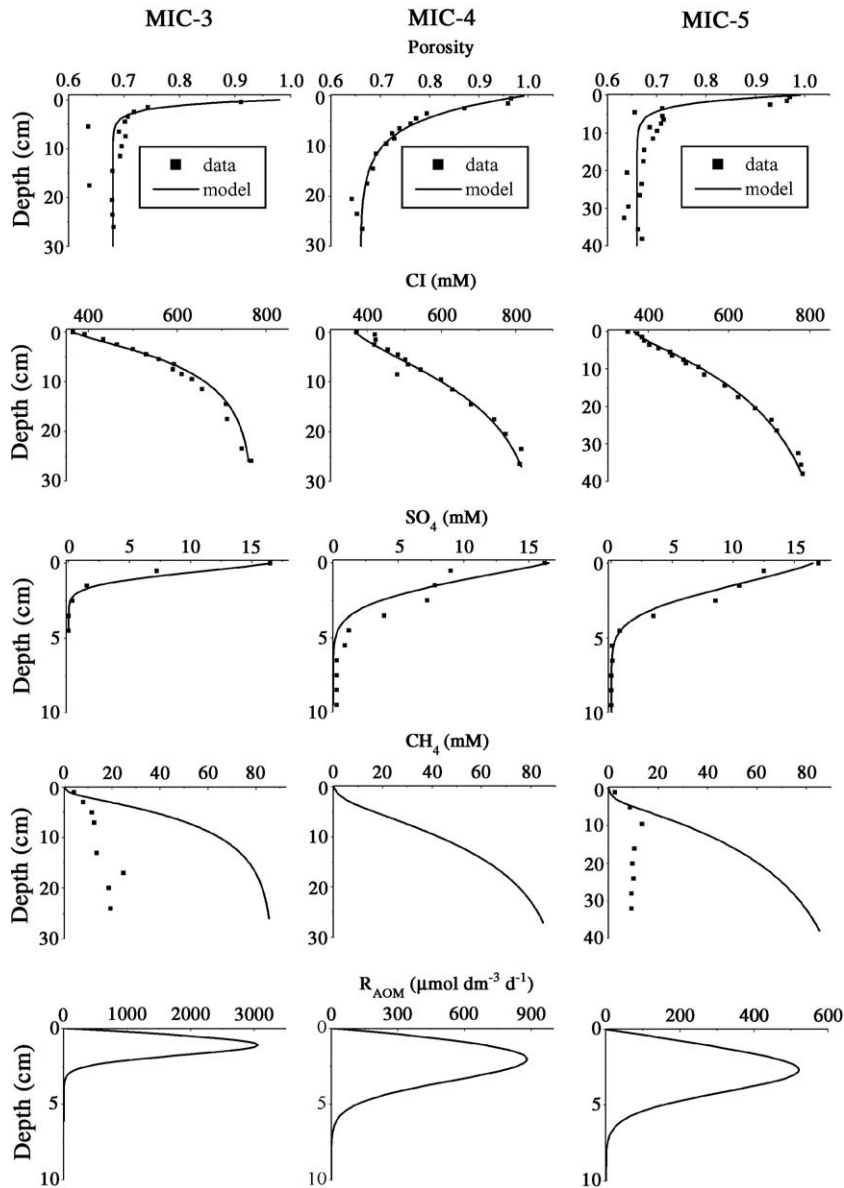 MIC-3 MIC-4 MIC-5
Porosity
0.6 0.7 0.8 0.9 1.0 0.6 0.7 0.8 0.9 1.0 0.6 0.7 0.8 0.9 1.0
Depth (cm)
0 10 20 30
data
model
0 10 20 30
data
model
0 10 20 30 40
data
model
CI (mM)
400 600 800 400 600 800 400 600 800
Depth (cm)
0 10 20 30
0 10 20 30
0 10 20 30 40
SO4 (mM)
0 5 10 15 0 5 10 15 0 5 10 15
Depth (cm)
0 5 10
0 5 10
0 5 10
CH4 (mM)
0 20 40 60 80 0 20 40 60 80 0 20 40 60 80
Depth (cm)
0 10 20 30
0 10 20 30
0 10 20 30 40
RAOM (μmol dm-3 d-1)
0 1000 2000 3000 0 300 600 900 0 200 400 600
Depth (cm)
0 5 10
0 5 10
0 5 10